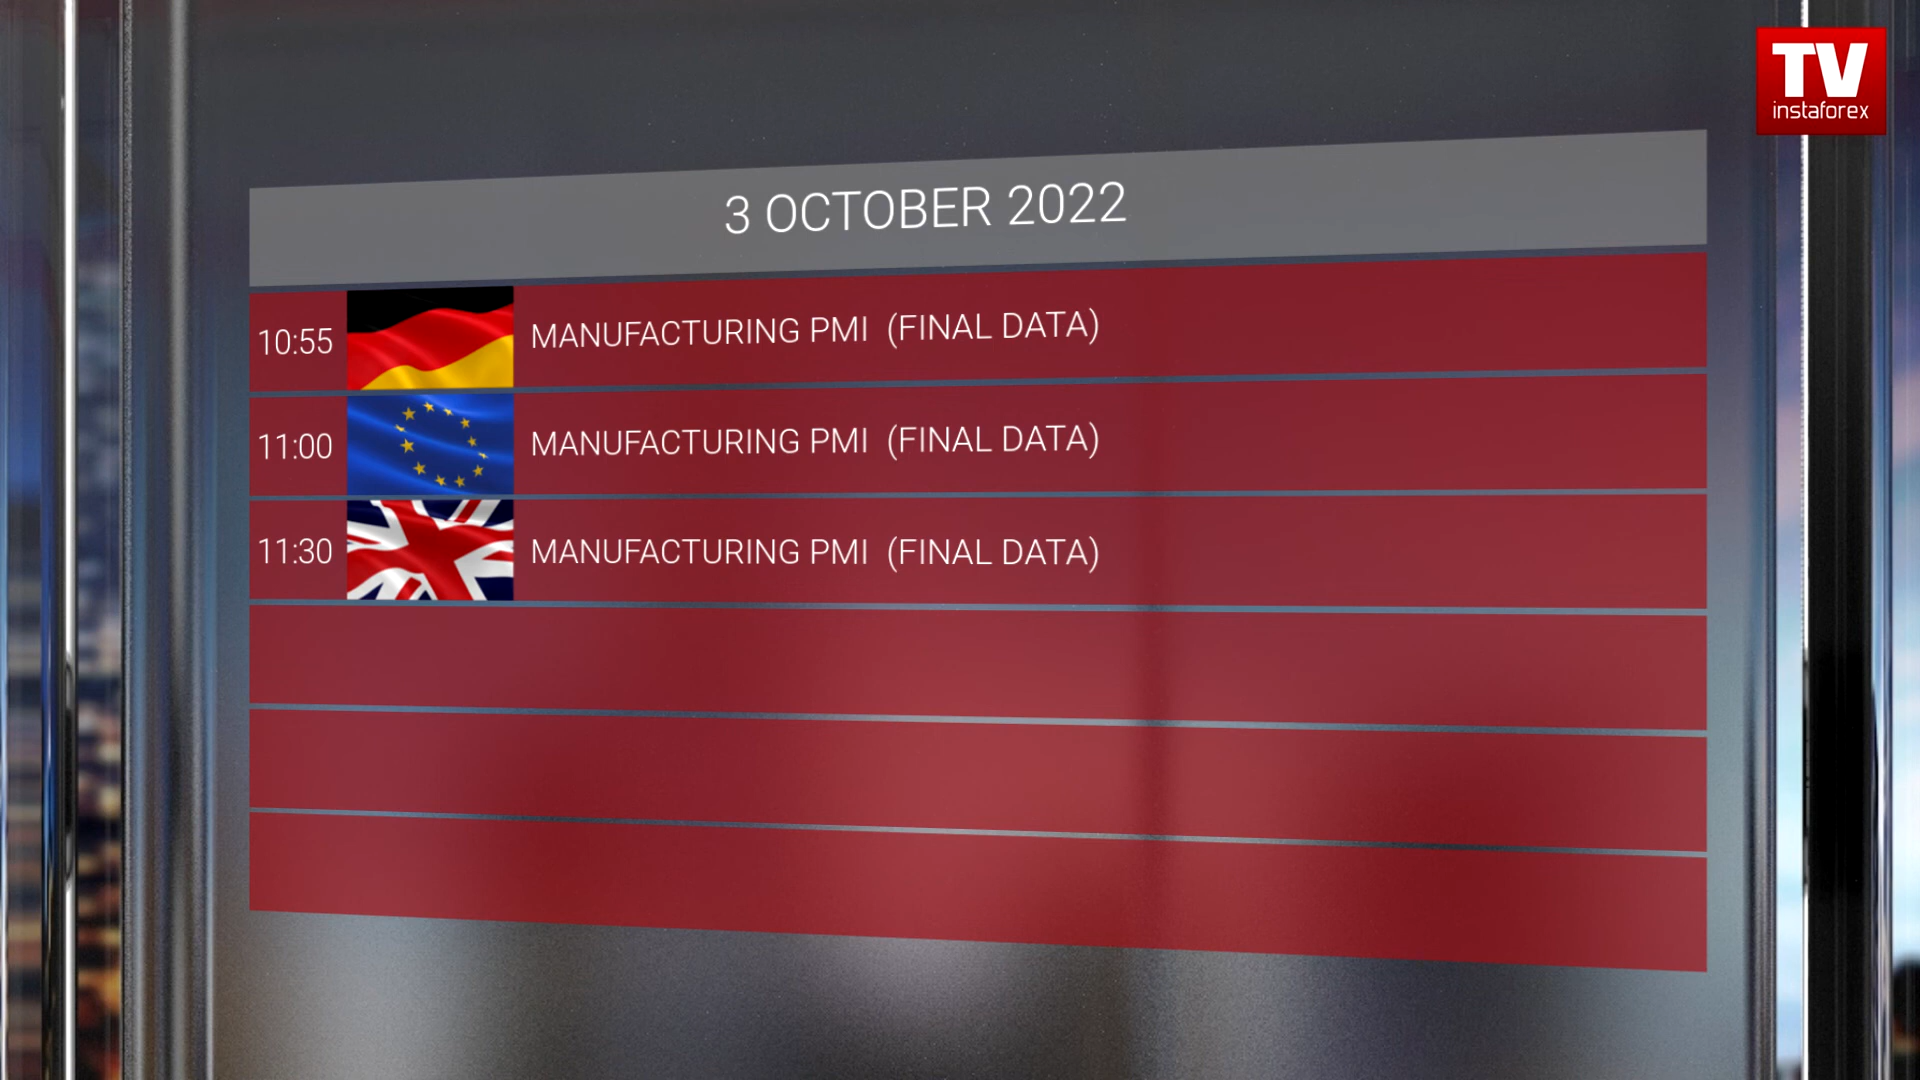 TV
instaforex
3 OCTOBER 2022
10:55 MANUFACTURING PMI (FINAL DATA)
11:00 MANUFACTURING PMI (FINAL DATA)
11:30 MANUFACTURING PMI (FINAL DATA)